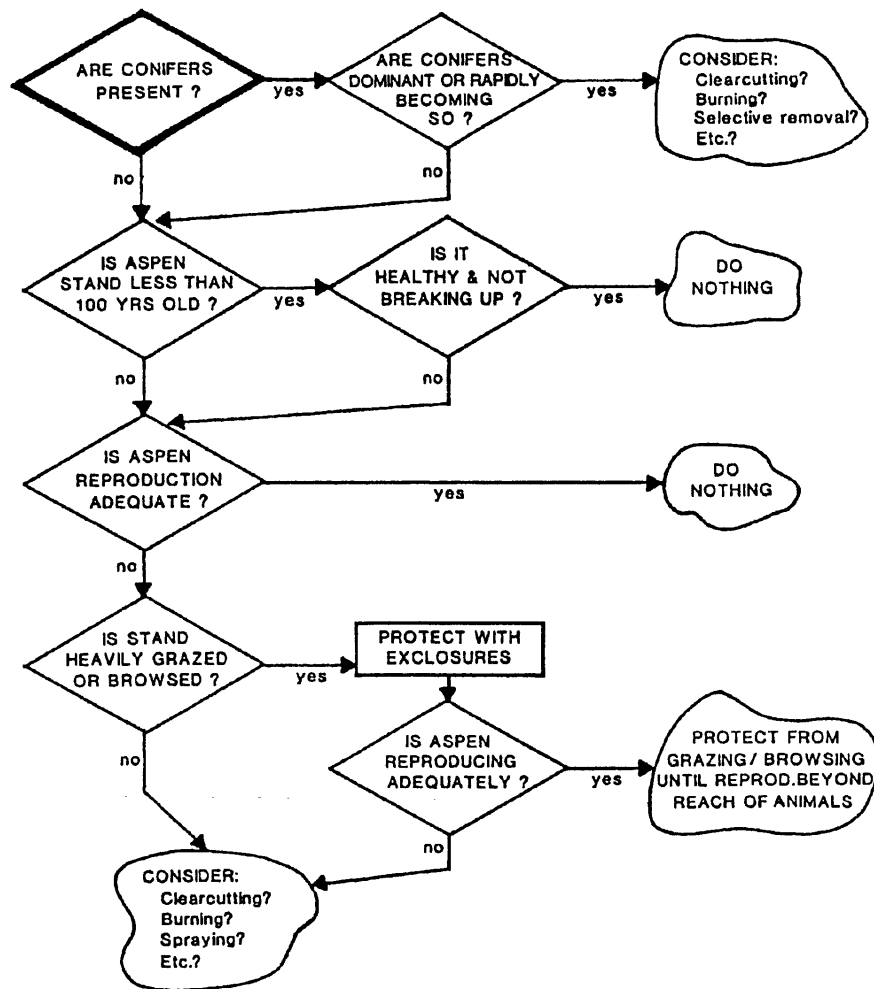 ARE CONIFERS
PRESENT ?
yes
no
ARE CONIFERS
DOMINANT OR RAPIDLY
BECOMING
SO ?
yes
no
CONSIDER:
Clearcutting?
Burning?
Selective removal?
Etc.?
IS ASPEN
STAND LESS THAN
100 YRS OLD ?
yes
no
IS IT
HEALTHY & NOT
BREAKING UP ?
yes
no
DO
NOTHING
IS ASPEN
REPRODUCTION
ADEQUATE ?
yes
no
DO
NOTHING
IS STAND
HEAVILY GRAZED
OR BROWSED ?
yes
no
PROTECT WITH
EXCLOSURES
IS ASPEN
REPRODUCING
ADEQUATELY ?
yes
no
PROTECT FROM
GRAZING/ BROWSING
UNTIL REPROD.BEYOND
REACH OF ANIMALS
CONSIDER:
Clearcutting?
Burning?
Spraying?
Etc.?